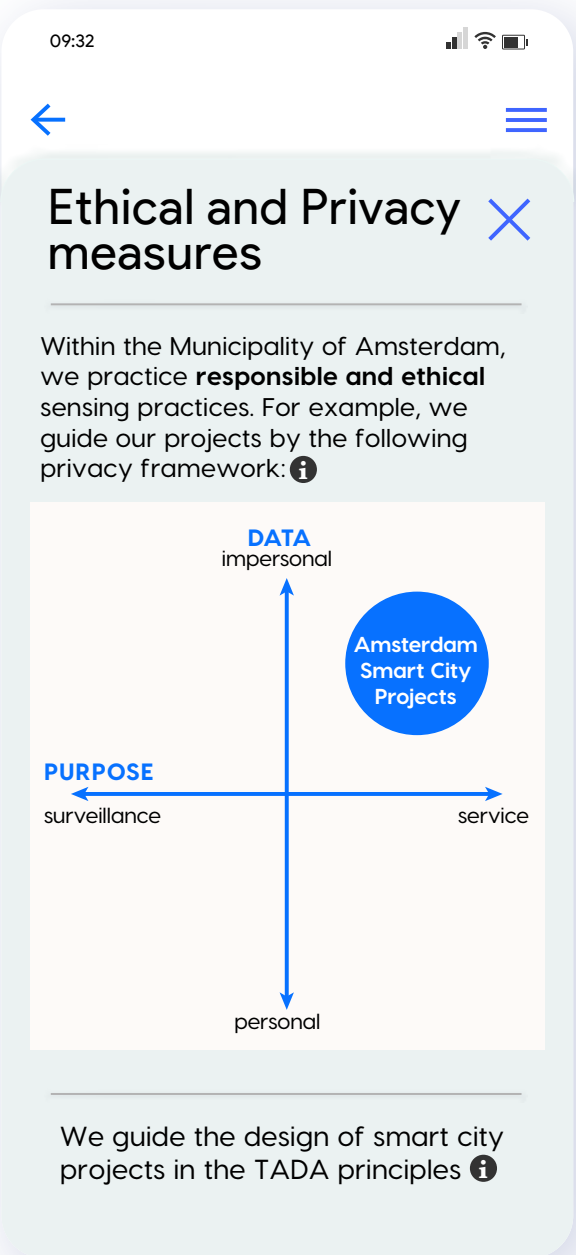 09:32
Ethical and Privacy
measures
Within the Municipality of Amsterdam,
we practice responsible and ethical
sensing practices. For example, we
guide our projects by the following
privacy framework:
DATA
impersonal
Amsterdam
Smart City
Projects
PURPOSE
surveillance
service
personal
We guide the design of smart city
projects in the TADA principles